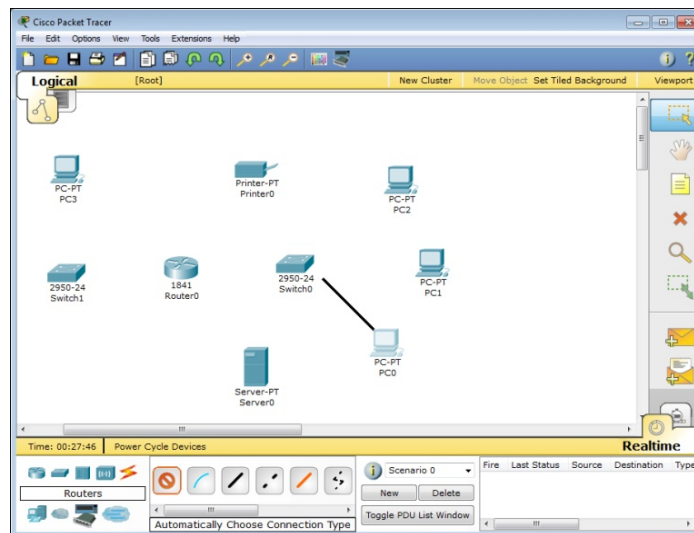 Cisco Packet Tracer
File Edit Options View Tools Extensions Help
Logical [Root] New Cluster Move Object Set Tiled Background Viewport
PC-PT
PC3
Printer-PT
Printer0
PC-PT
PC2
2950-24
Switch1
1841
Router0
2950-24
Switch0
PC-PT
PC1
PC-PT
PC0
Server-PT
Server0
Time: 00:27:46 Power Cycle Devices Realtime
Routers
Automatically Choose Connection Type
Scenario 0
New Delete
Toggle PDU List Window
Fire Last Status Source Destination Type